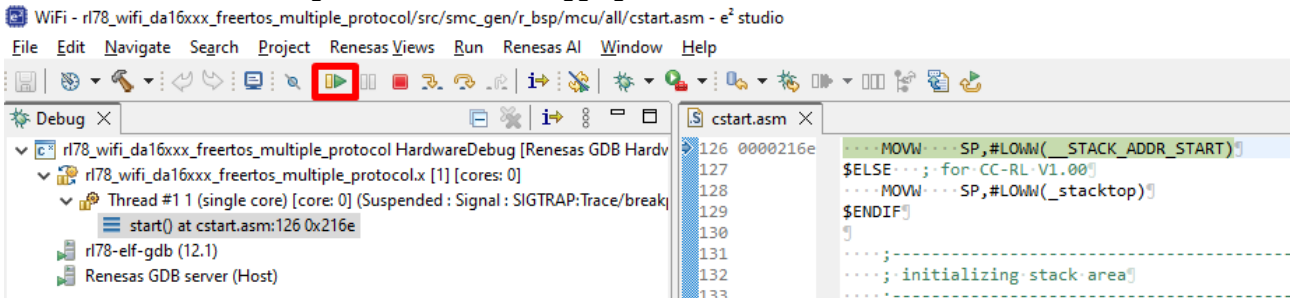 WiFi - rl78_wifi_da16xxx_freertos_multiple_protocol/src/smc_gen/r_bsp/mcu/all/cstart.asm - e² studio
File Edit Navigate Search Project Renesas Views Run Renesas AI Window Help
Debug
cstart.asm
rl78_wifi_da16xxx_freertos_multiple_protocol HardwareDebug [Renesas GDB Hardw
rl78_wifi_da16xxx_freertos_multiple_protocol.x [1] [cores: 0]
Thread #1 1 (single core) [core: 0] (Suspended : Signal : SIGTRAP:Trace/breakp
start() at cstart.asm:126 0x216e
rl78-elf-gdb (12.1)
Renesas GDB server (Host)
126 0000216e ····MOVW····SP,#LOWW(__STACK_ADDR_START)¶
127 $ELSE···; for CC-RL V1.00¶
128 ····MOVW····SP,#LOWW(_stacktop)¶
129 $ENDIF¶
130 ¶
131 ····;-----------------------------------------
132 ····; initializing·stack·area¶
133 ····;-----------------------------------------